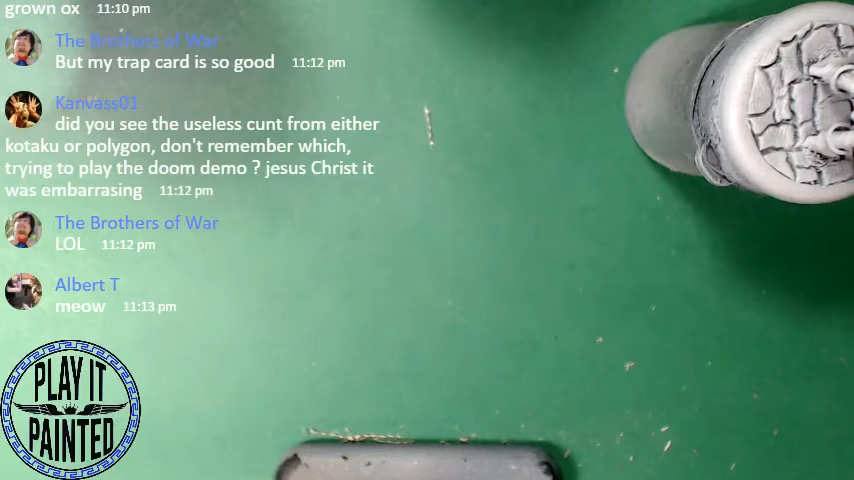 grown ox 11:10 pm
The Brothers of War
But my trap card is so good 11:12 pm
Kanvass01
did you see the useless cunt from either
kotaku or polygon, don't remember which,
trying to play the doom demo ? jesus Christ it
was embarrasing 11:12 pm
The Brothers of War
LOL 11:12 pm
Albert T
meow 11:13 pm
PLAY IT
PAINTED